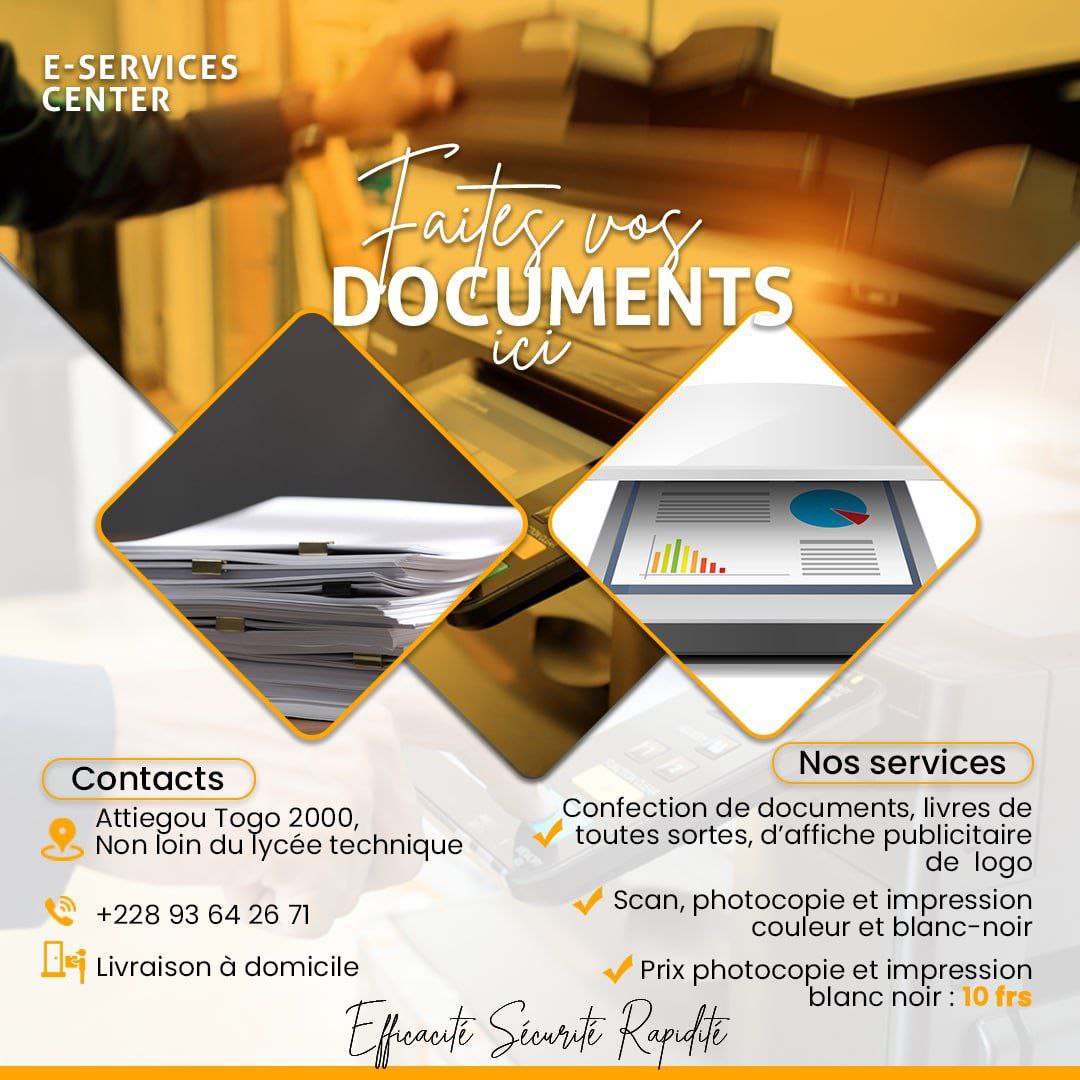 E-SERVICES
CENTER
Faites vos
DOCUMENTS
ici
Contacts
Attiegou Togo 2000,
Non loin du lycée technique
+228 93 64 26 71
Livraison à domicile
Nos services
Confection de documents, livres de
toutes sortes, d'affiche publicitaire
de logo
Scan, photocopie et impression
couleur et blanc-noir
Prix photocopie et impression
blanc noir : 10 frs
Efficacité Sécurité Rapidité